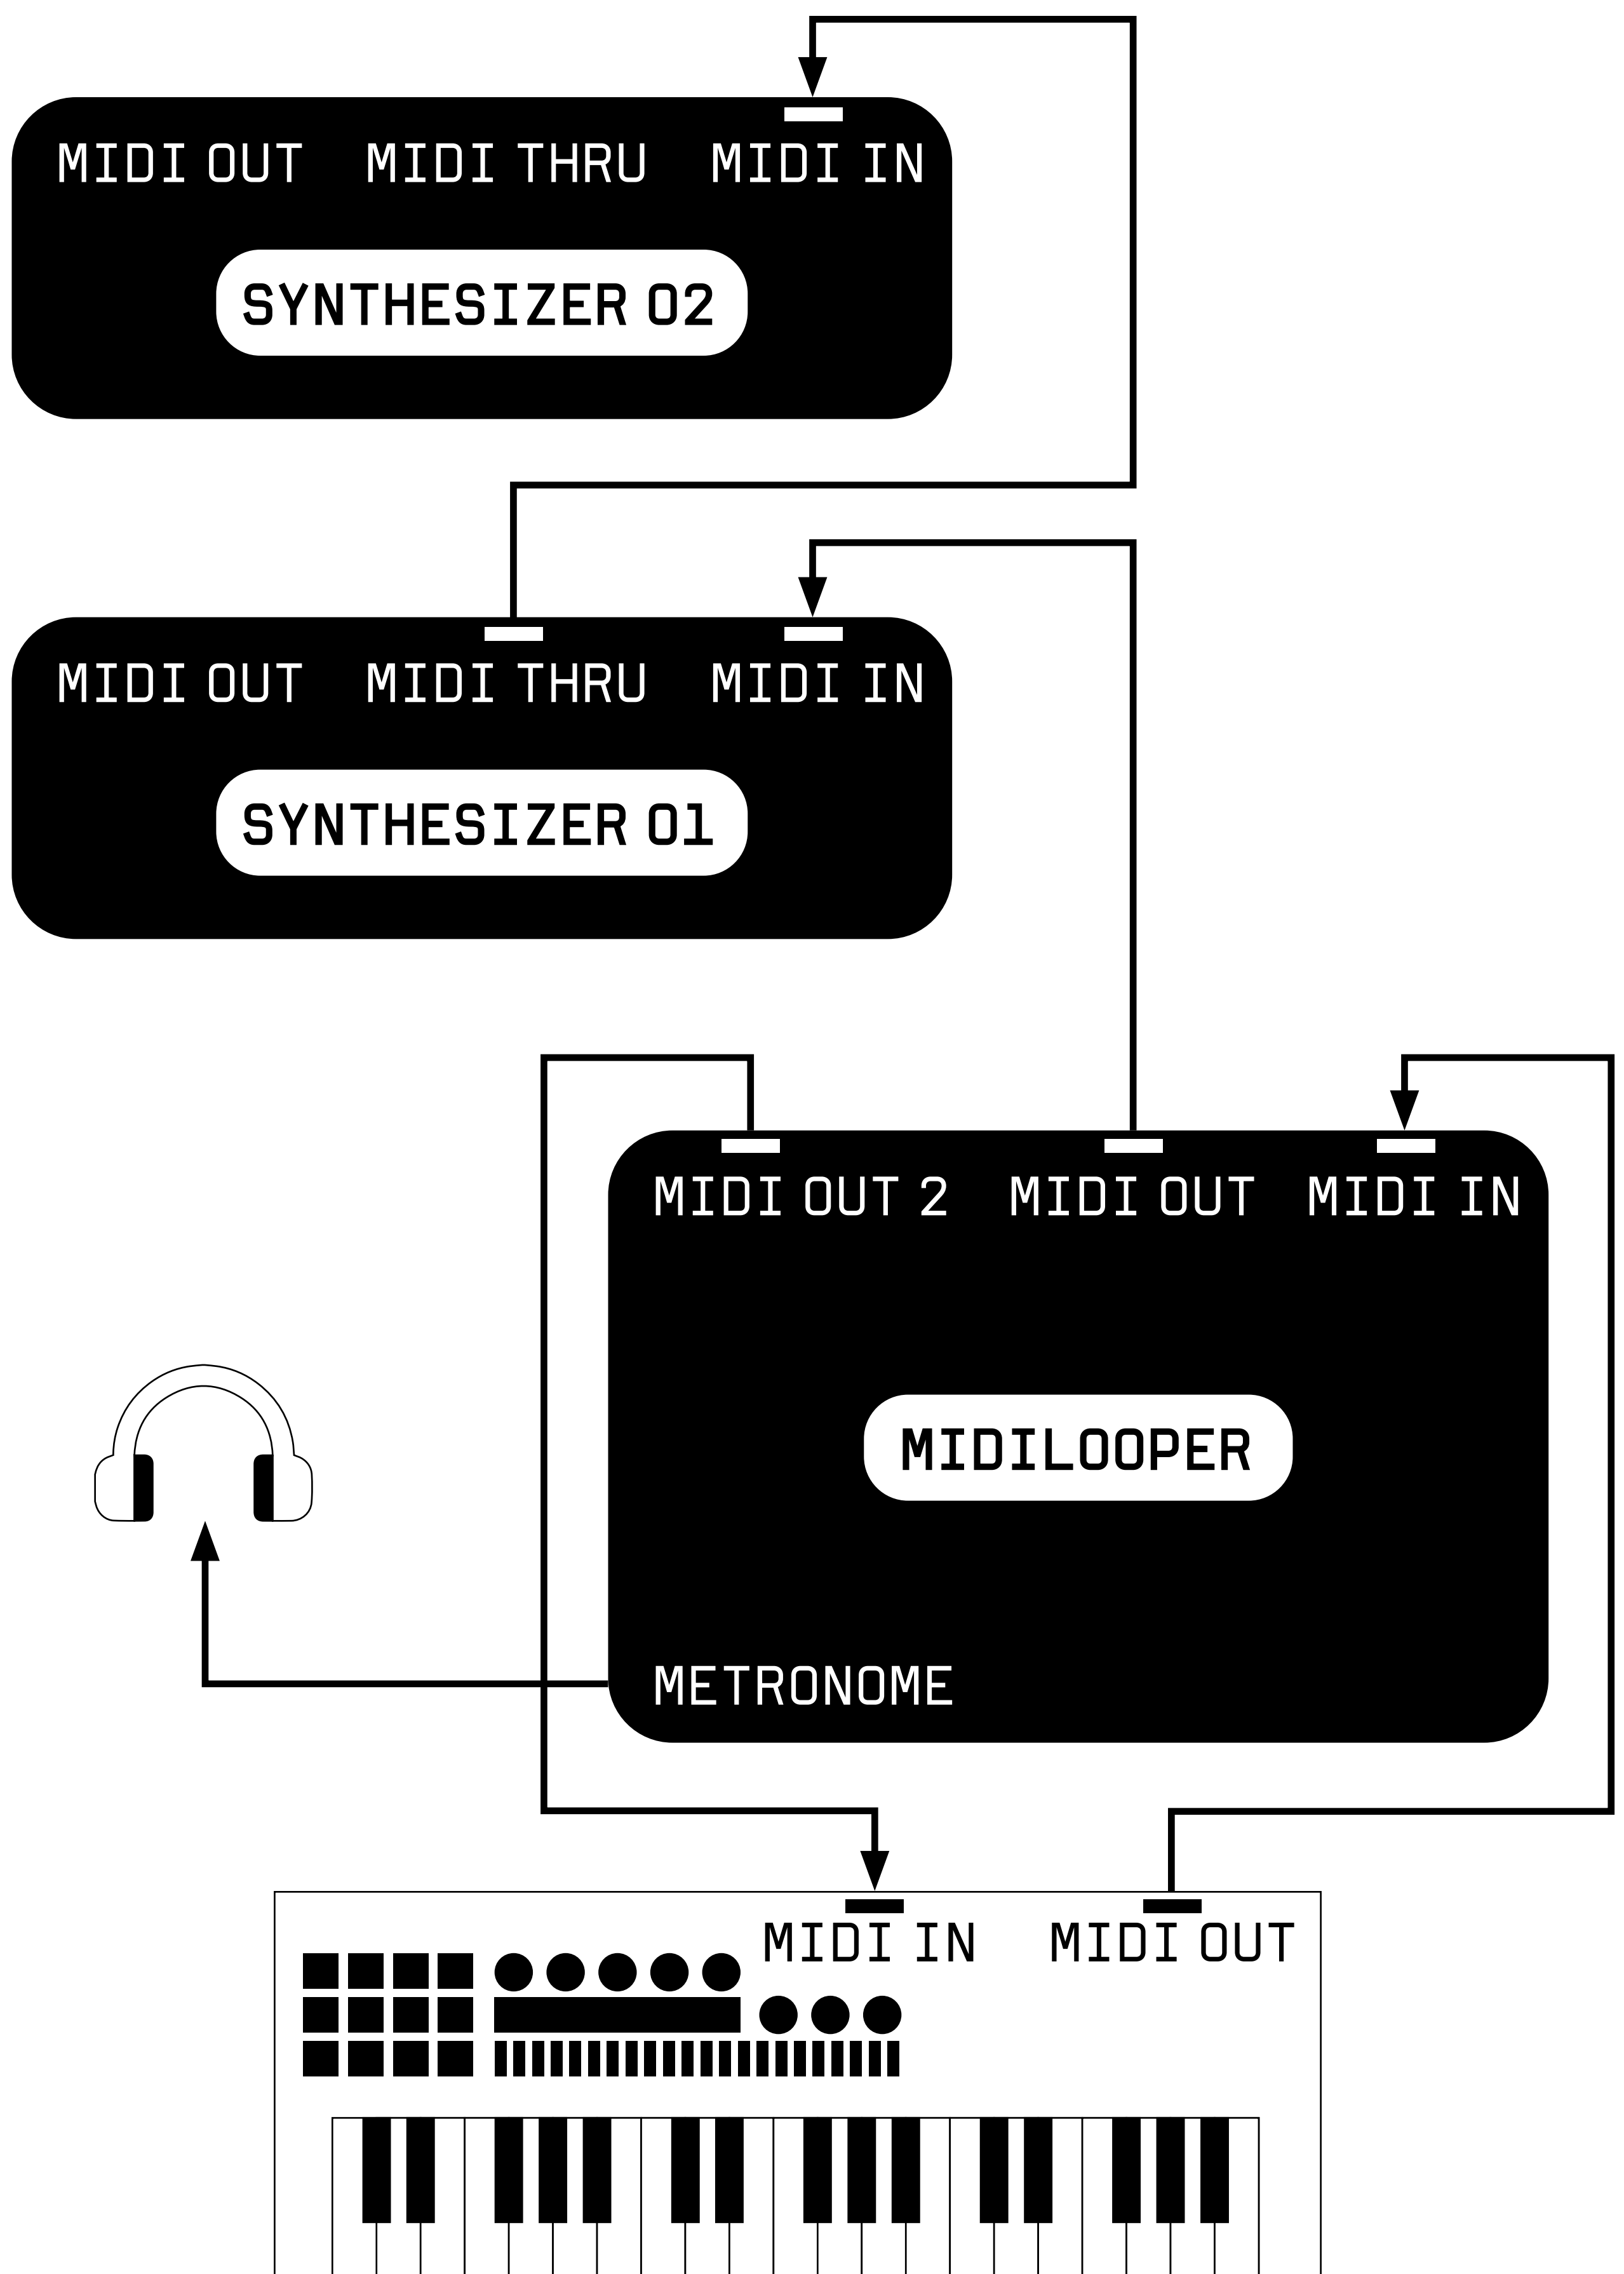 MIDI OUT MIDI THRU MIDI IN
SYNTHESIZER 02
MIDI OUT MIDI THRU MIDI IN
SYNTHESIZER 01
MIDI OUT 2 MIDI OUT MIDI IN
MIDILOOPER
METRONOME
MIDI IN MIDI OUT